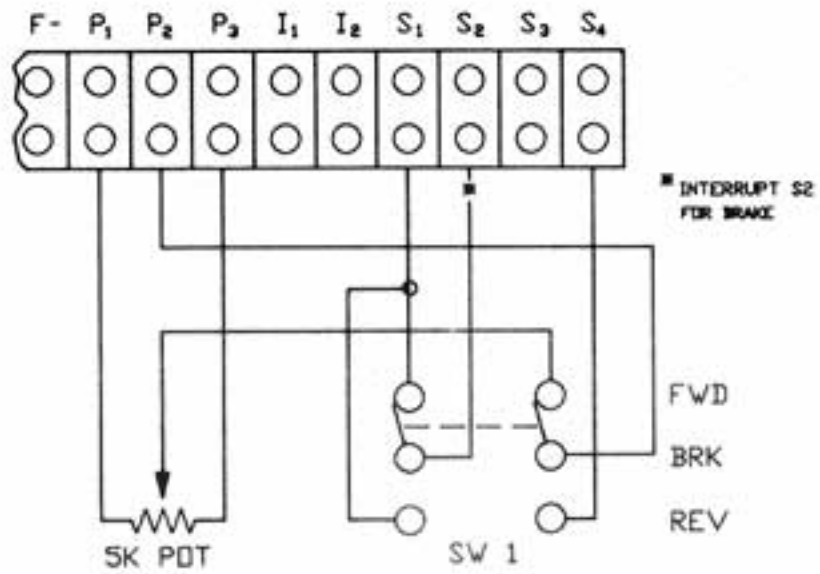 F- P₁ P₂ P₃ I₁ I₂ S₁ S₂ S₃ S₄
* INTERRUPT S2
FOR BRAKE
FWD
BRK
REV
5K POT
SW 1